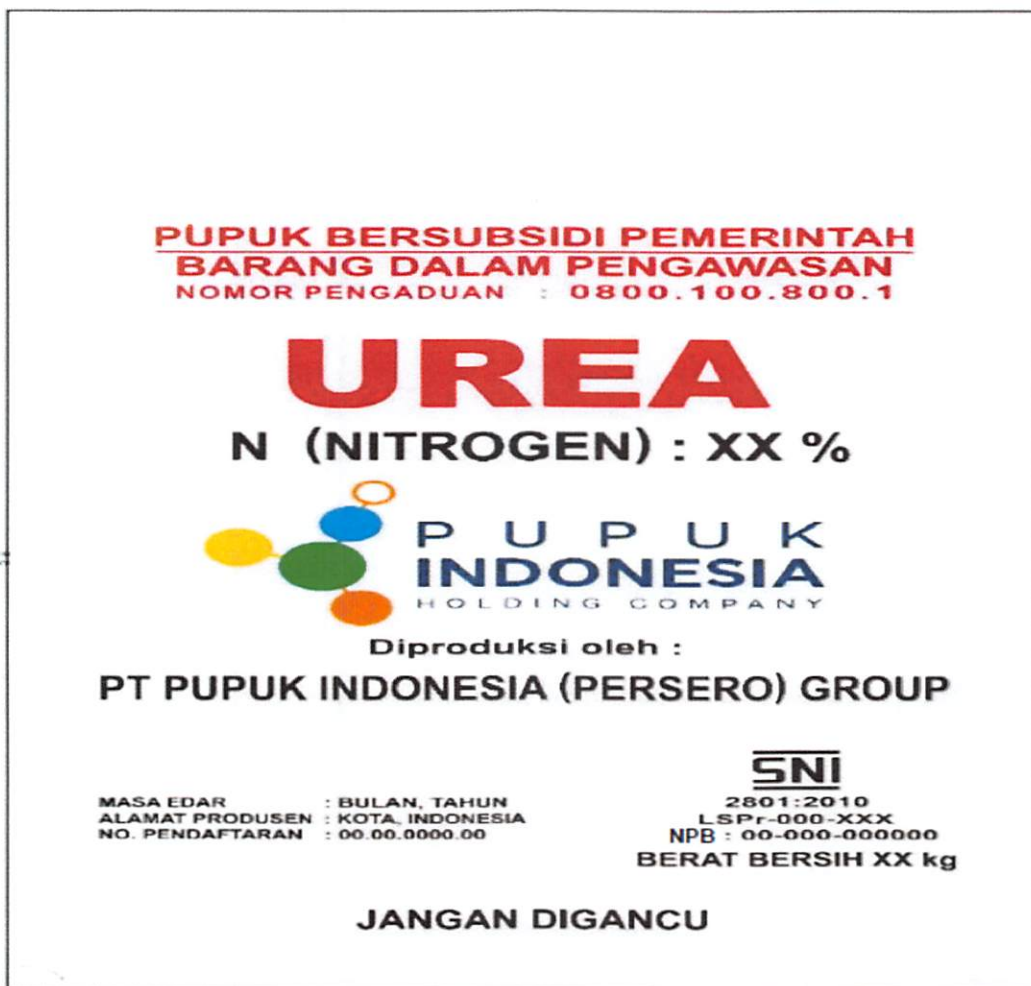 PUPUK BERSUBSIDI PEMERINTAH
BARANG DALAM PENGAWASAN
NOMOR PENGADUAN : 0800.100.800.1
UREA
N (NITROGEN) : XX %
PUPUK
INDONESIA
HOLDING COMPANY
Diproduksi oleh :
PT PUPUK INDONESIA (PERSERO) GROUP
MASA EDAR : BULAN, TAHUN
ALAMAT PRODUSEN : KOTA, INDONESIA
NO. PENDAFTARAN : 00.00.0000.00
SNI
2801:2010
LSPr-000-XXX
NPB : 00-000-000000
BERAT BERSIH XX kg
JANGAN DIGANCU